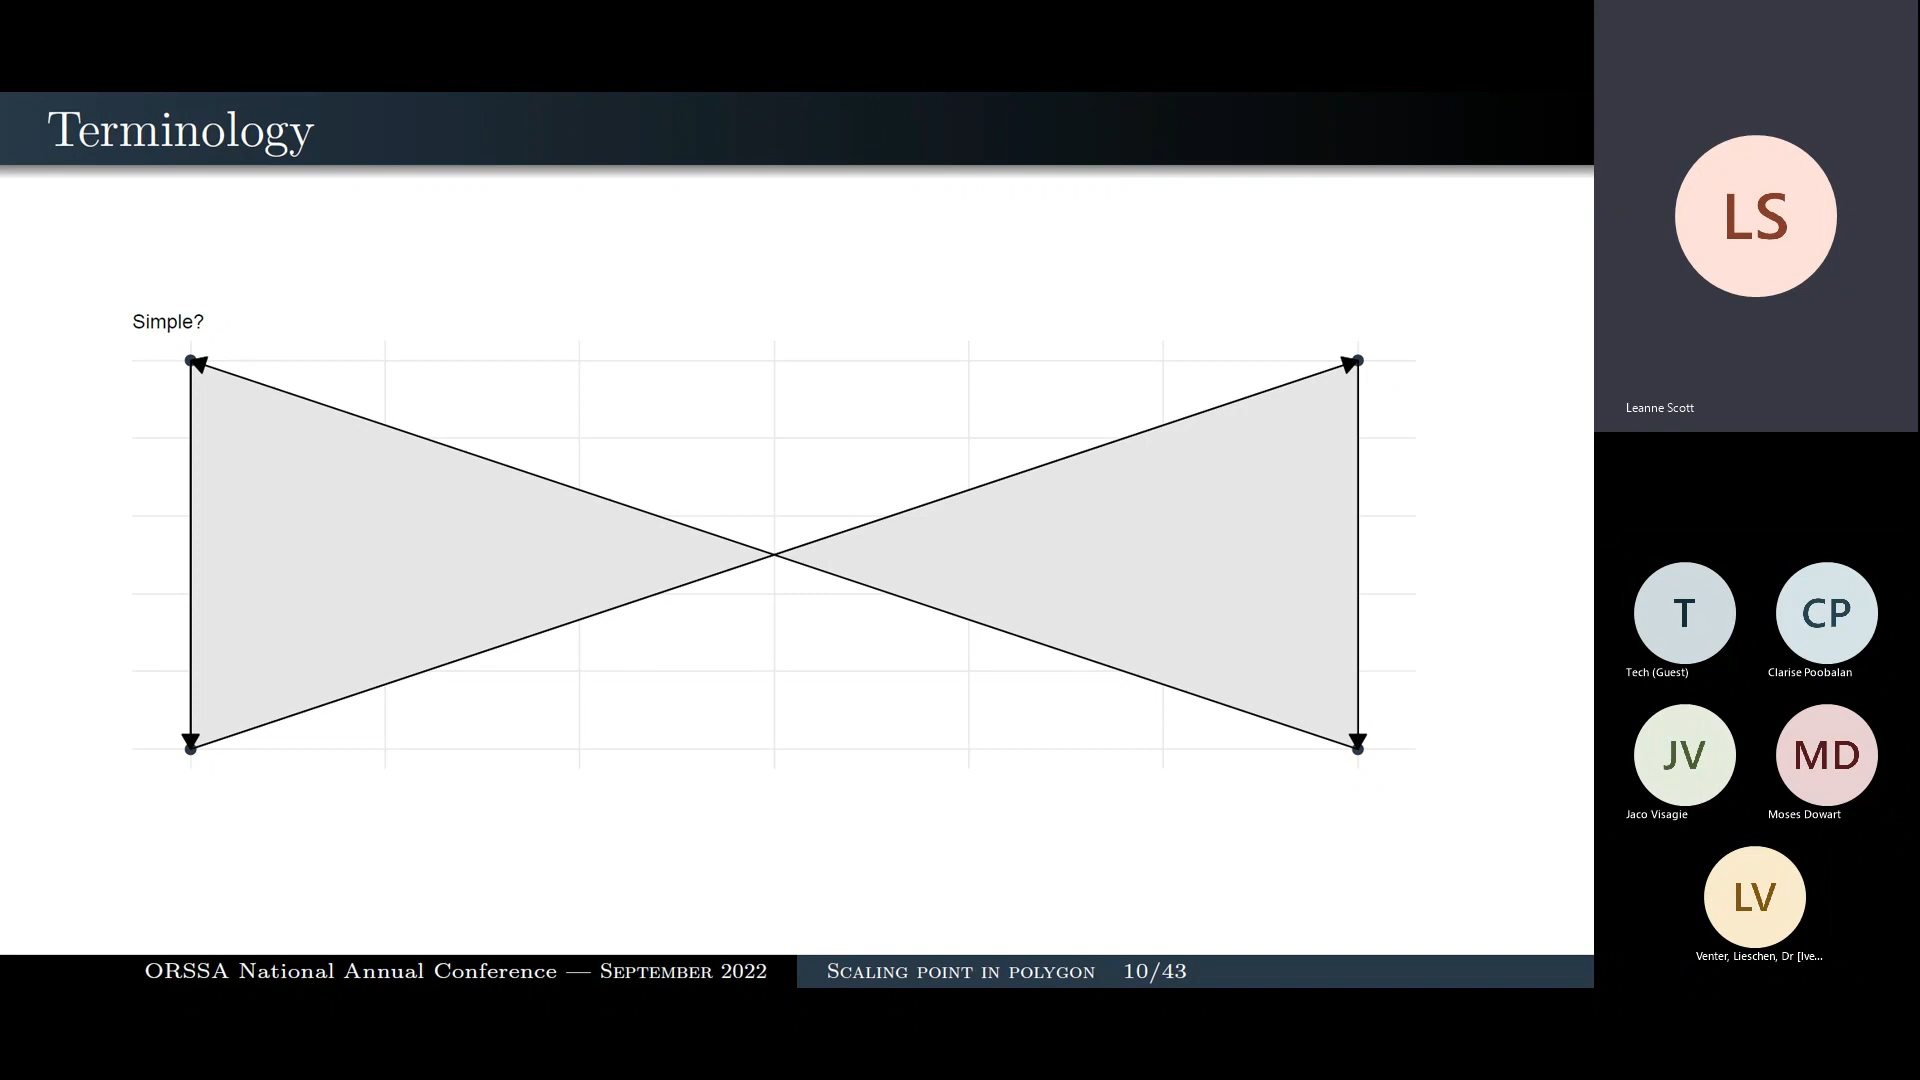 Terminology
Simple?
ORSSA National Annual Conference — September 2022
Scaling point in polygon 10/43
LS
Leanne Scott
T
CP
Tech (Guest)
Clarise Poobalan
JV
MD
Jaco Visagie
Moses Dowart
LV
Venter, Lieschen, Dr [lve...